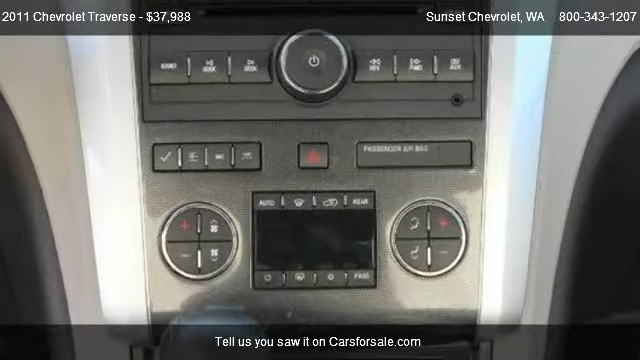 2011 Chevrolet Traverse - $37,988
Sunset Chevrolet, WA 800-343-1207
BAND SEEK SEEK REV FWD CD/AUX
PASSENGER AIR BAG
AUTO REAR
PASS
Tell us you saw it on Carsforsale.com